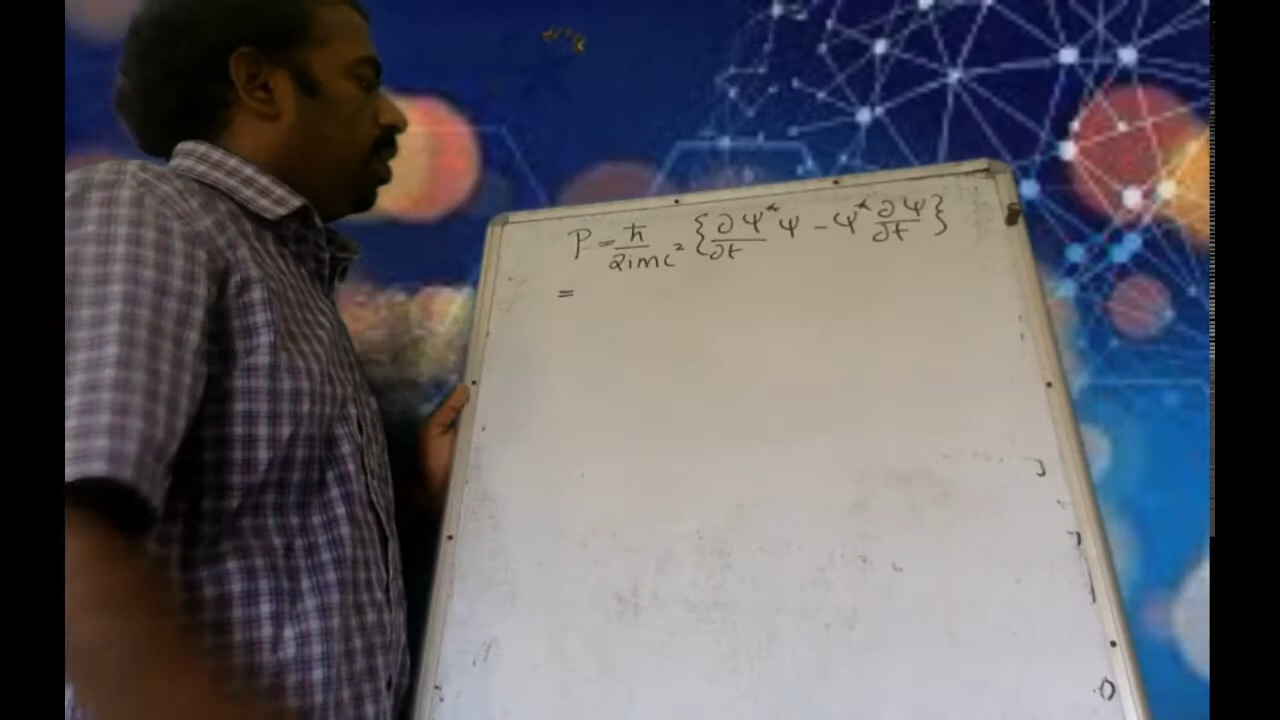 P = ħ/2imc² {∂Ψ*/∂t Ψ - Ψ* ∂Ψ/∂t}
=